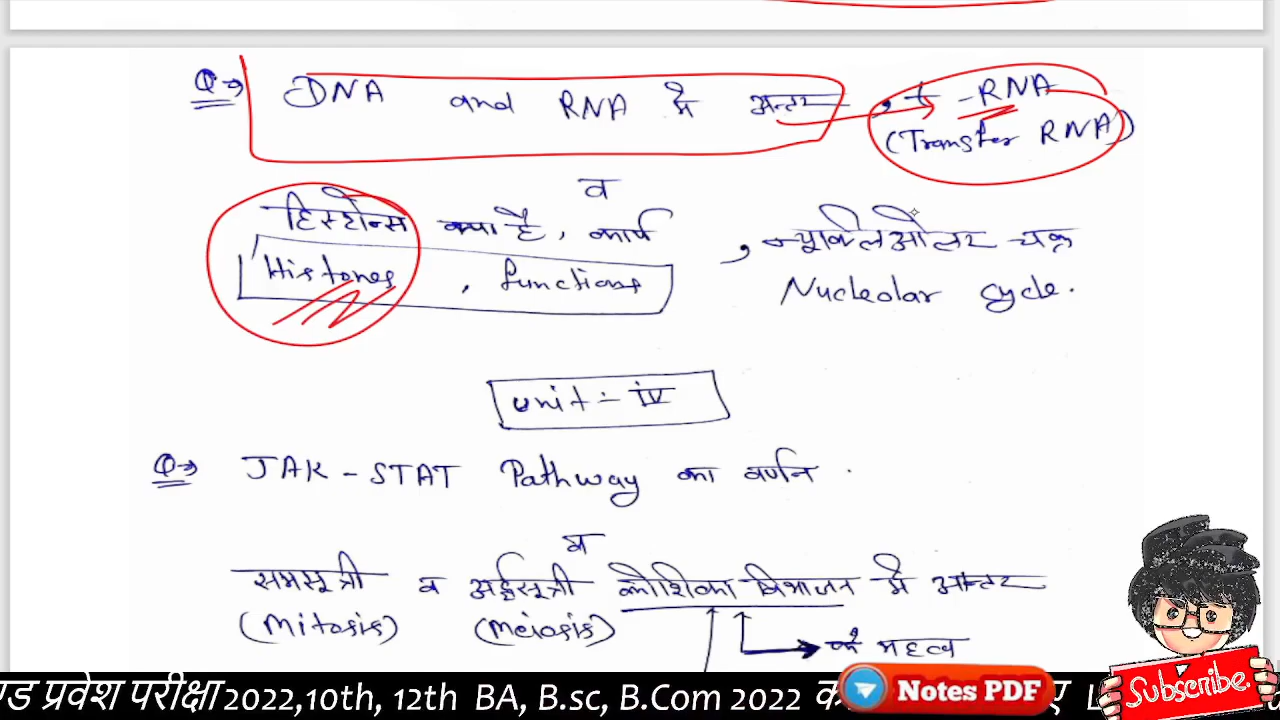 Q→ DNA and RNA में अन्तर, t-RNA
(Transfer RNA)
व
हिस्टोन्स क्या है, कार्य, न्यूक्लिओलर चक्र
Histones, functions Nucleolar cycle.
unit - IV
Q→ JAK-STAT Pathway का वर्णन.
व
समसूत्री व अर्द्धसूत्री कोशिका विभाजन में अन्तर
(Mitosis) (Meiosis)
के महत्व
ण्ड प्रवेश परीक्षा 2022,10th, 12th BA, B.sc, B.Com 2022 क
Notes PDF
Subscribe